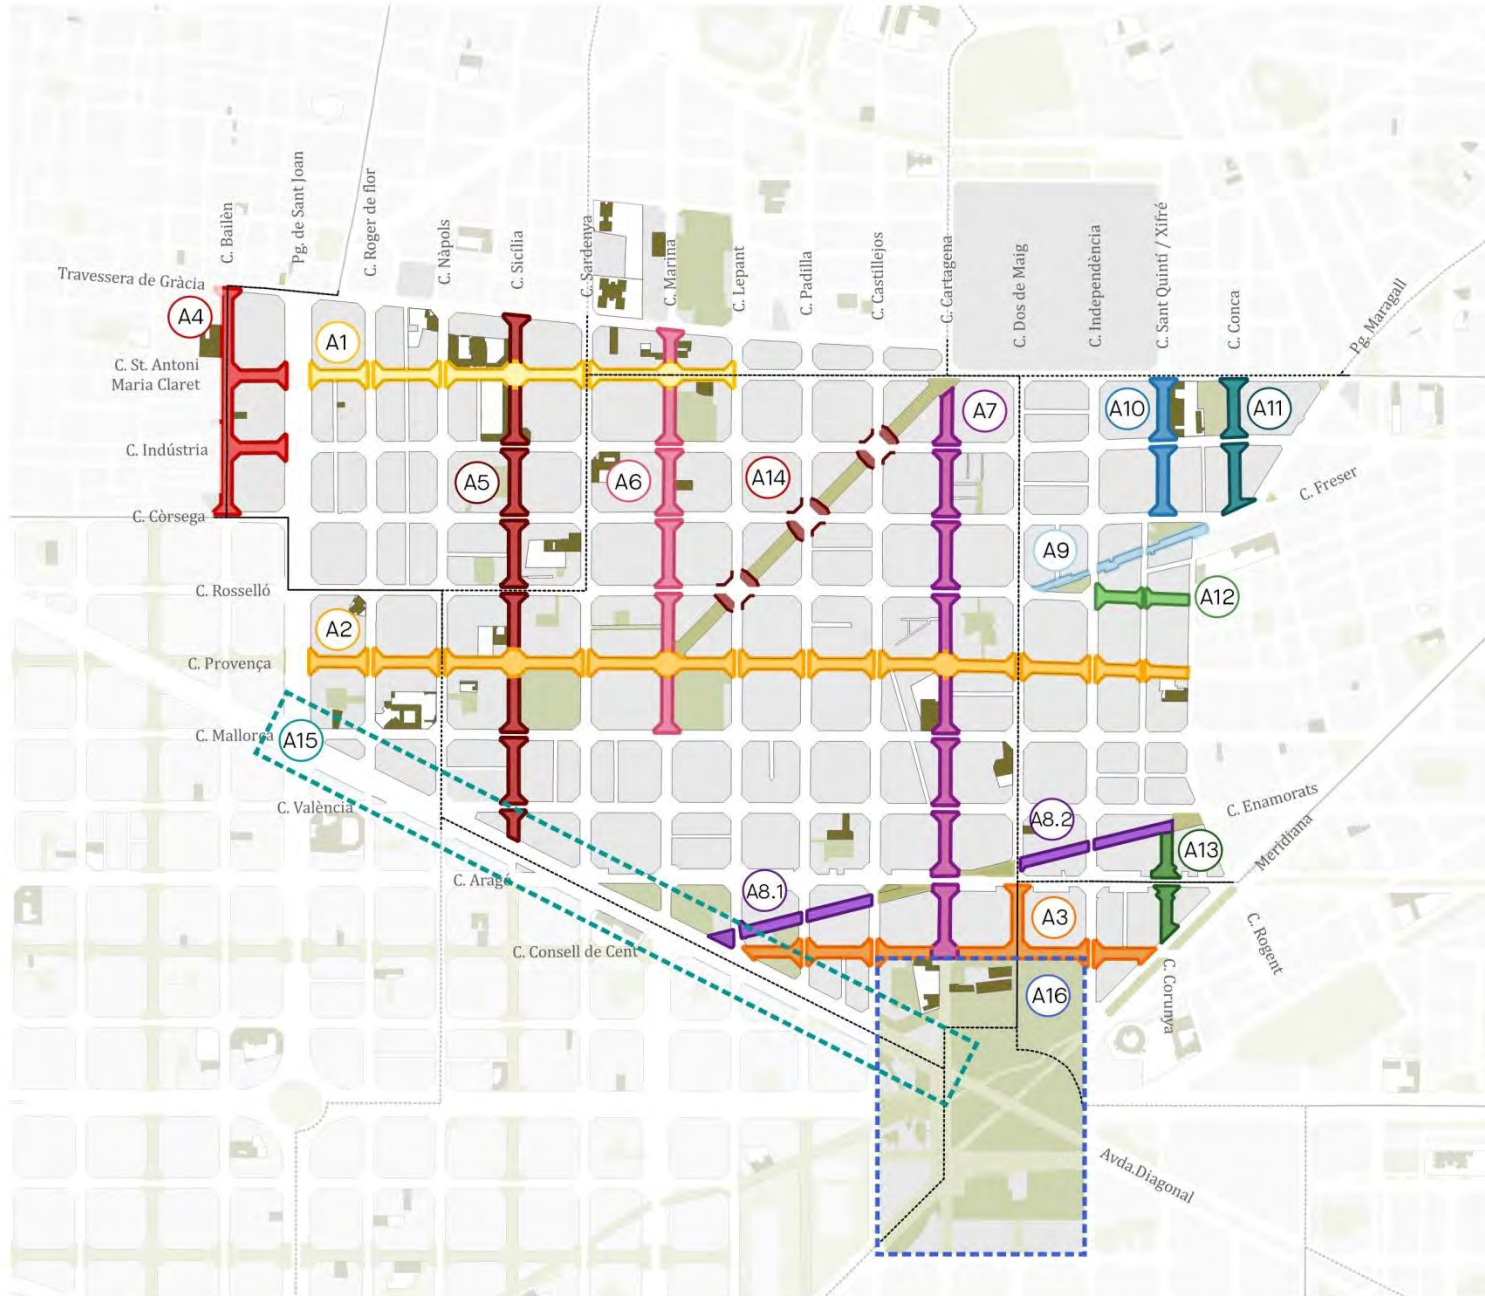 C. Bailèn
Pg. de Sant Joan
C. Roger de flor
C. Nàpols
C. Sicília
C. Sardenya
C. Marina
C. Lepant
C. Padilla
C. Castillejos
C. Cartagena
C. Dos de Maig
C. Independència
C. Sant Quintí / Xifré
C. Conca
Pg. Maragall
Travessera de Gràcia
A4
A1
C. St. Antoni
Maria Claret
A7
A10
A11
C. Indústria
A5
A6
A14
C. Freser
C. Còrsega
A9
C. Rosselló
A12
A2
C. Provença
C. Mallorca
A15
C. València
C. Enamorats
A8.2
A13
Meridiana
C. Aragó
A8.1
A3
C. Consell de Cent
C. Rogent
A16
C. Corunya
Avda.Diagonal